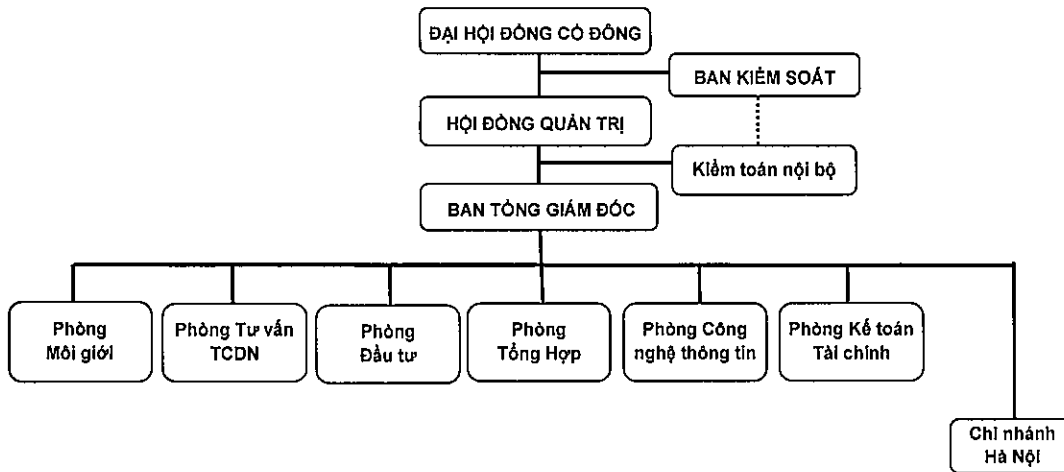 ĐẠI HỘI ĐỒNG CỔ ĐÔNG
BAN KIỂM SOÁT
HỘI ĐỒNG QUẢN TRỊ
Kiểm toán nội bộ
BAN TỔNG GIÁM ĐỐC
Phòng
Môi giới
Phòng Tư vấn
TCDN
Phòng
Đầu tư
Phòng
Tổng Hợp
Phòng Công
nghệ thông tin
Phòng Kế toán
Tài chính
Chi nhánh
Hà Nội